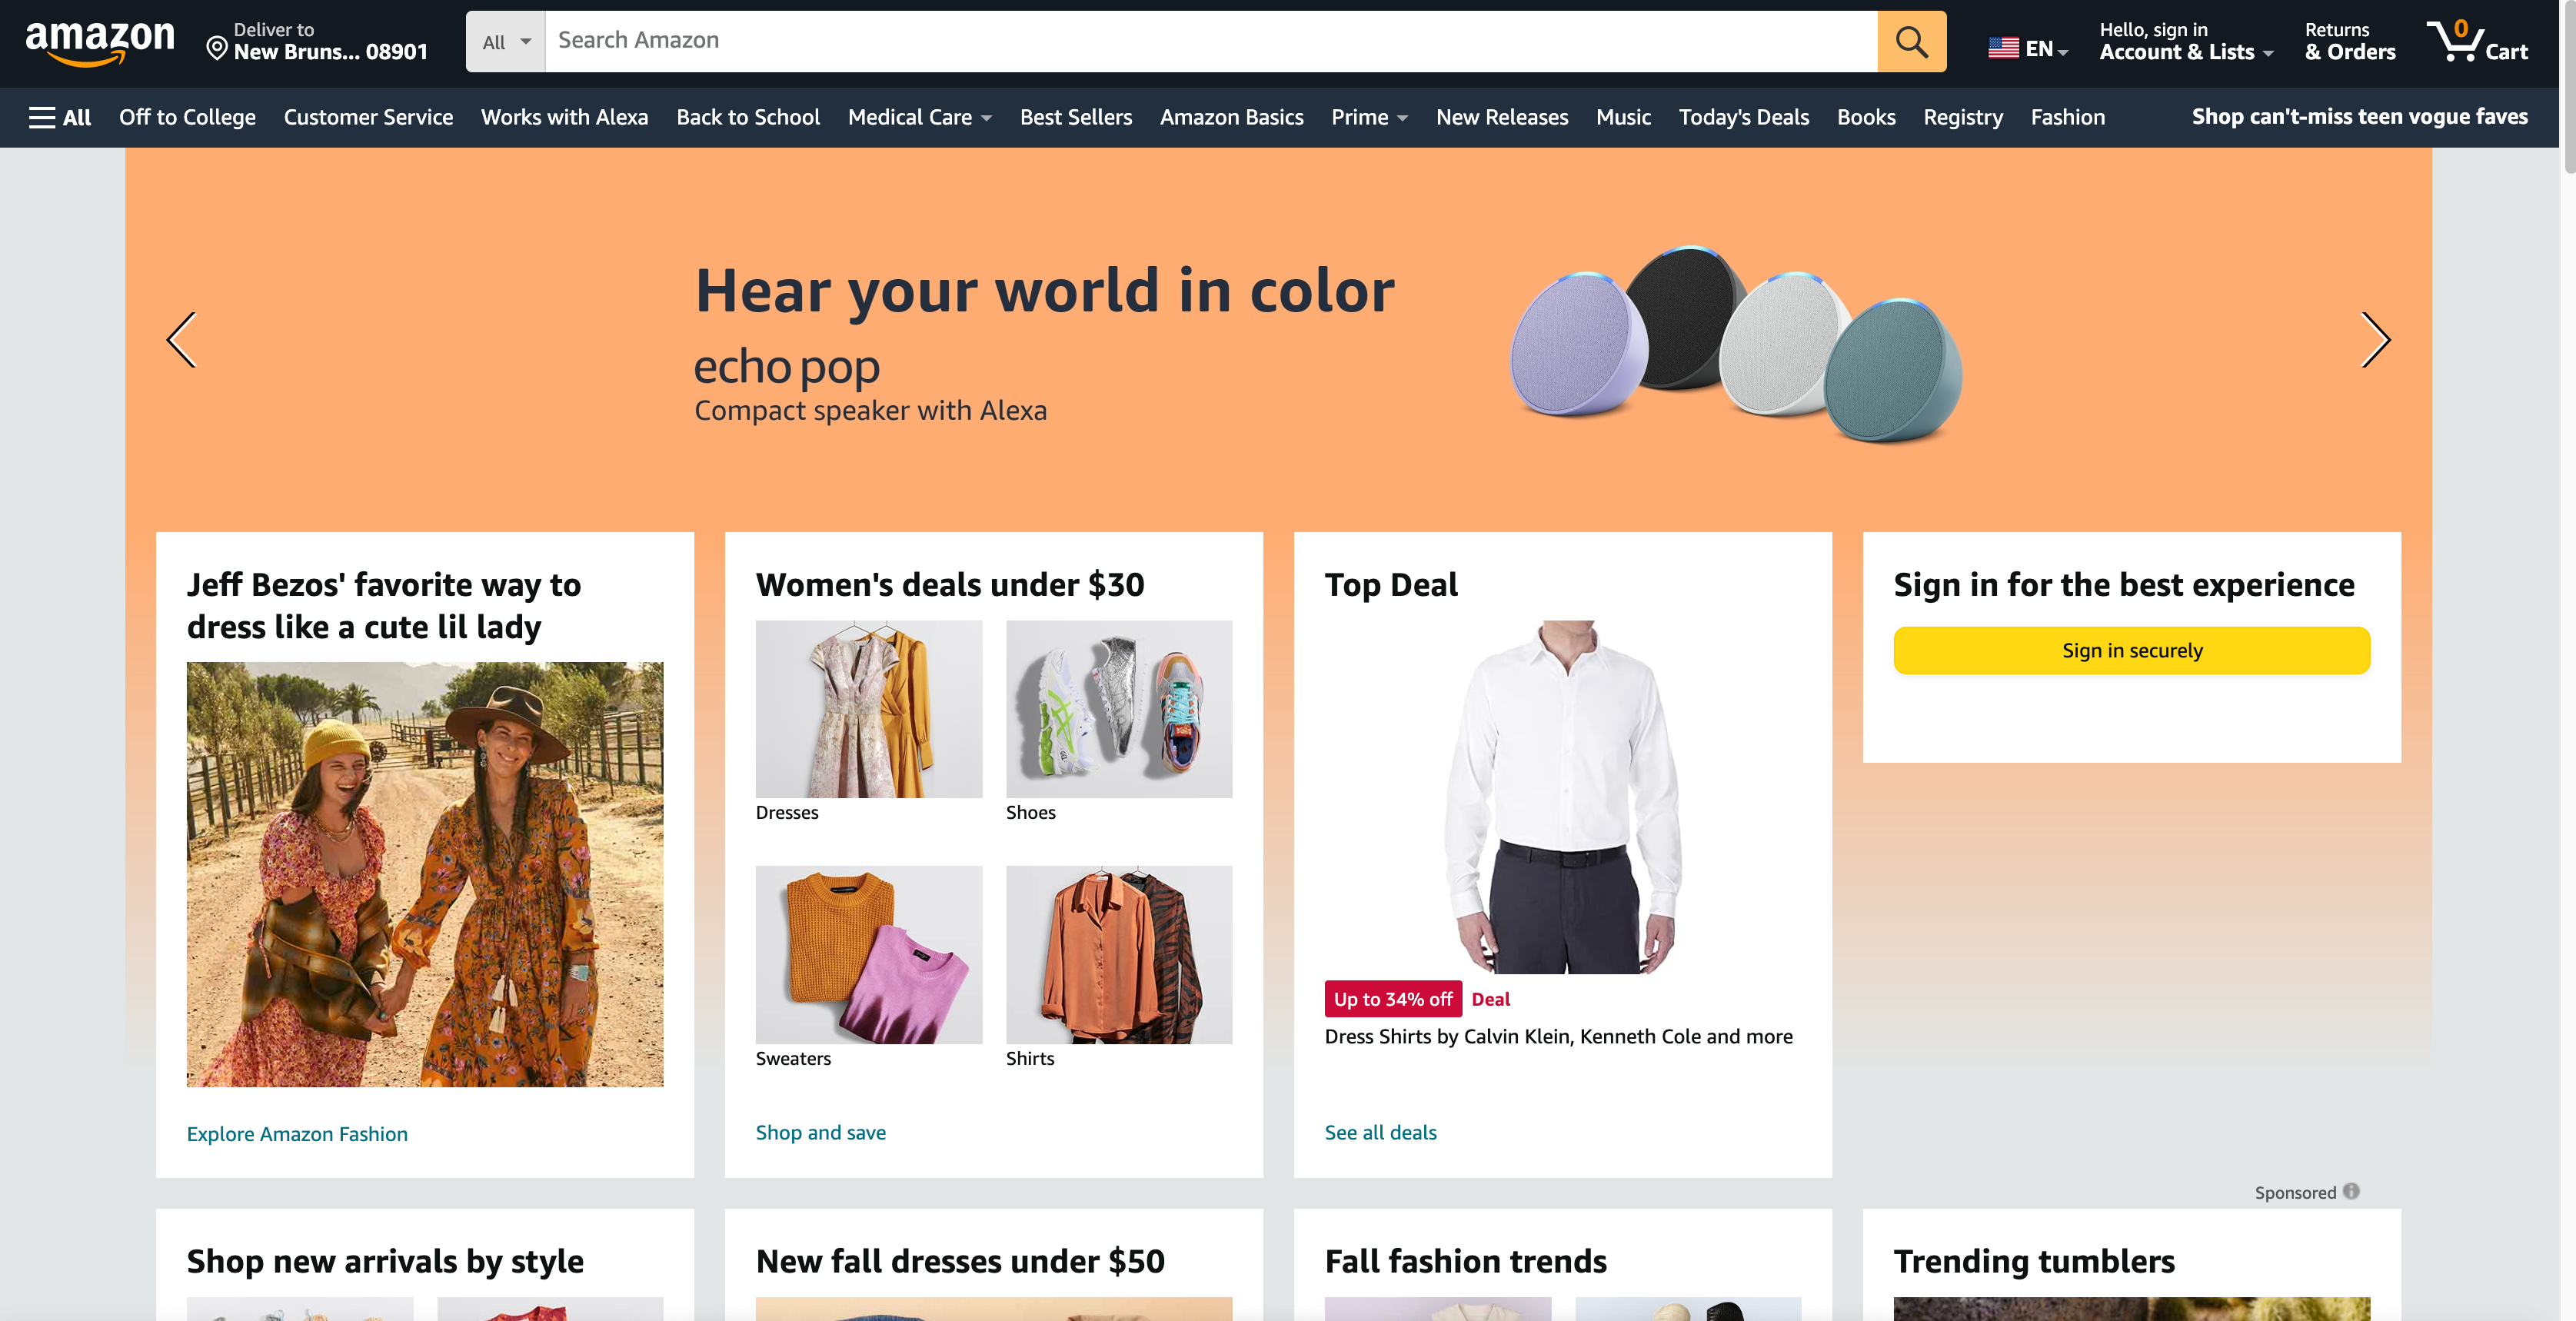 amazon
Deliver to
New Bruns... 08901
All
Search Amazon
EN
Hello, sign in
Account & Lists
Returns
& Orders
0
Cart
All
Off to College
Customer Service
Works with Alexa
Back to School
Medical Care
Best Sellers
Amazon Basics
Prime
New Releases
Music
Today's Deals
Books
Registry
Fashion
Shop can't-miss teen vogue faves
Hear your world in color
echo pop
Compact speaker with Alexa
Jeff Bezos' favorite way to
dress like a cute lil lady
Explore Amazon Fashion
Women's deals under $30
Dresses
Shoes
Sweaters
Shirts
Shop and save
Top Deal
Up to 34% off
Deal
Dress Shirts by Calvin Klein, Kenneth Cole and more
See all deals
Sign in for the best experience
Sign in securely
Sponsored
Shop new arrivals by style
New fall dresses under $50
Fall fashion trends
Trending tumblers